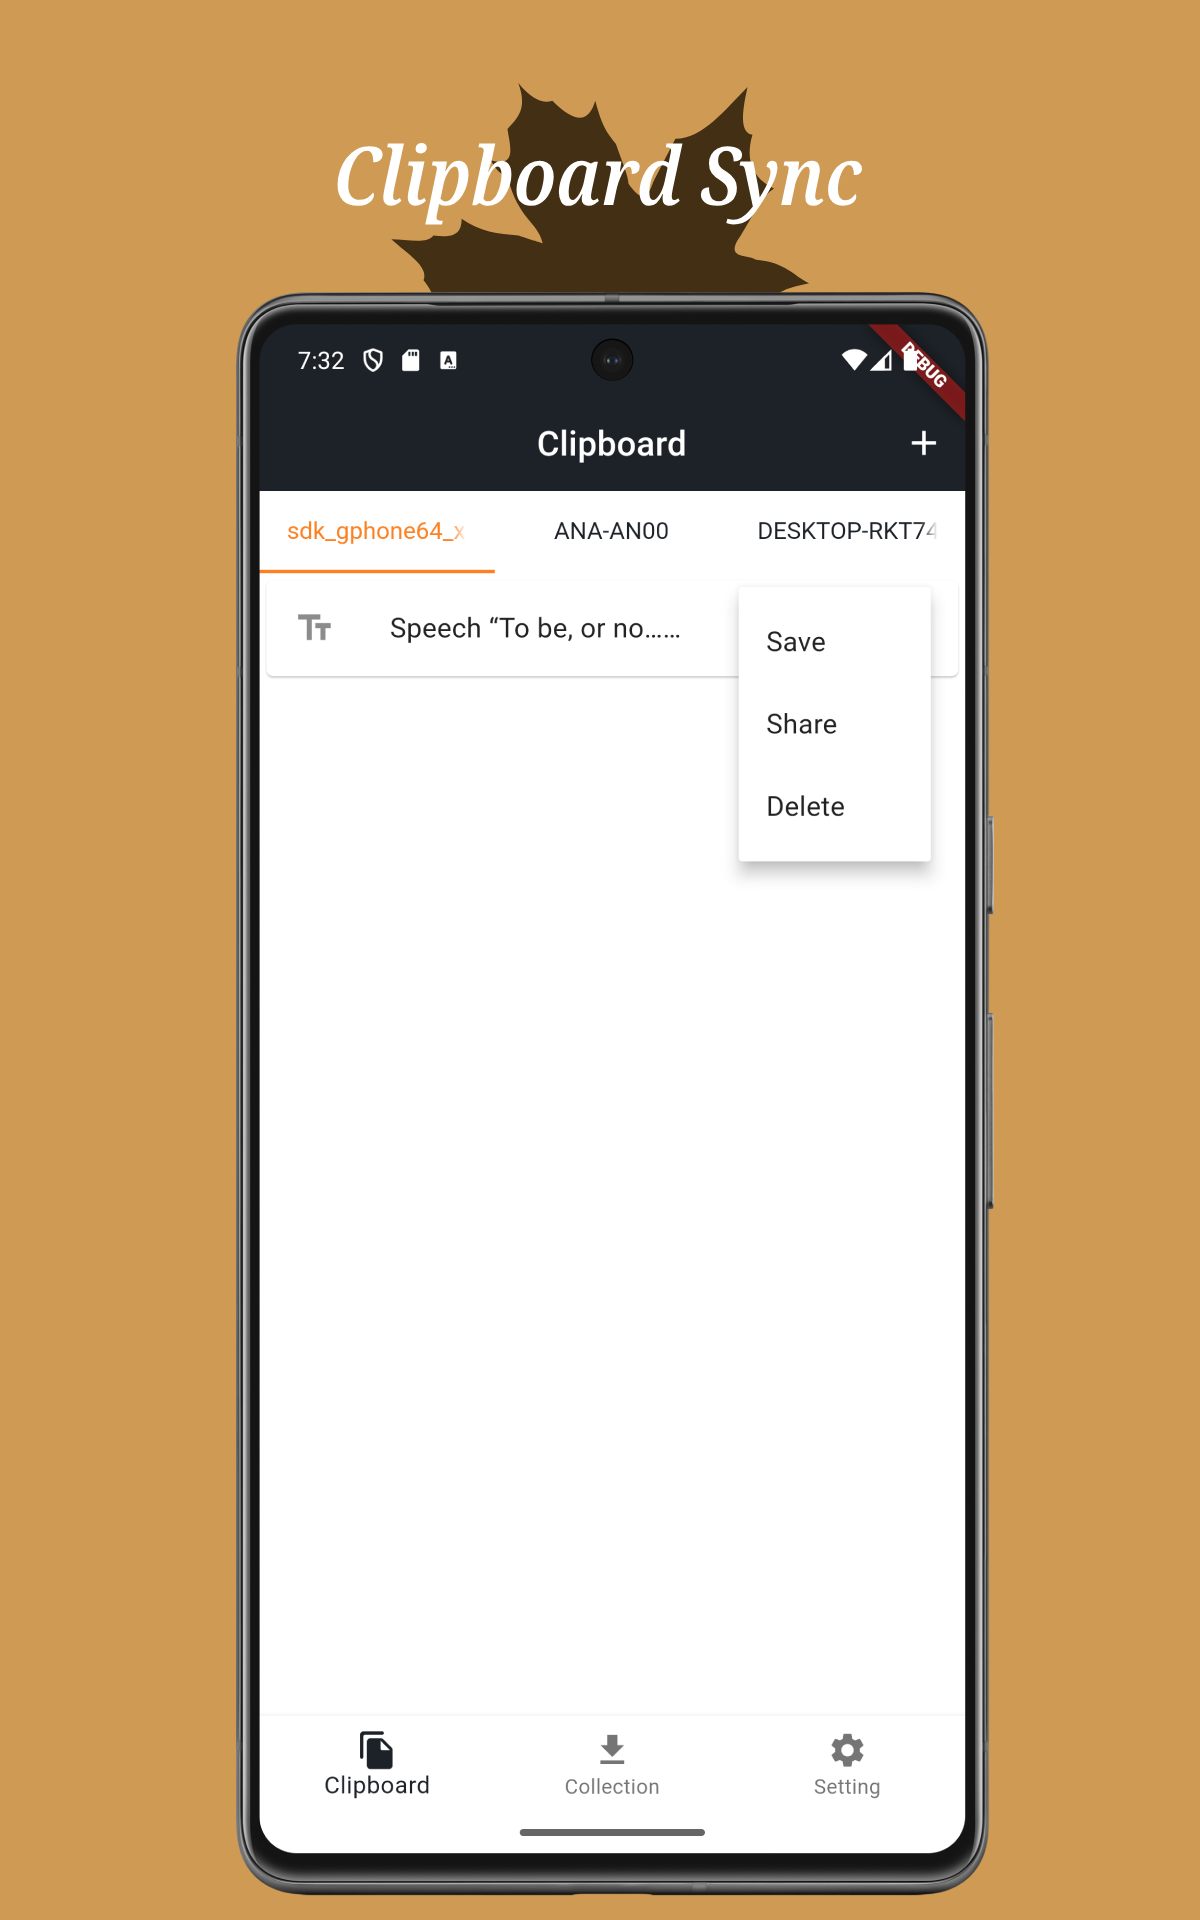 Clipboard Sync
7:32
DEBUG
Clipboard
sdk_gphone64_x
ANA-AN00
DESKTOP-RKT74
Speech “To be, or no......
Save
Share
Delete
Clipboard
Collection
Setting